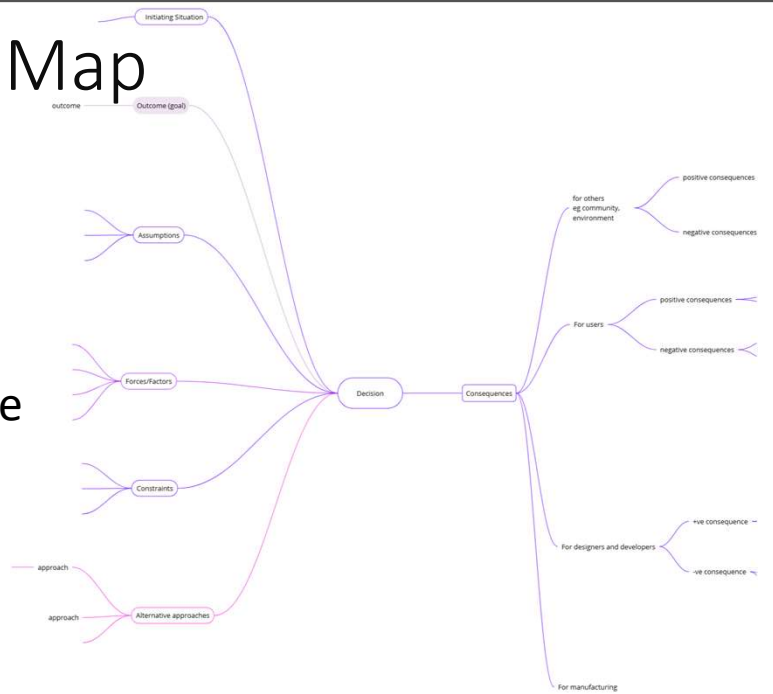 Map
e
Initiating Situation
Outcome (goal)
outcome
Assumptions
Forces/Factors
Constraints
Alternative approaches
approach
approach
Decision
Consequences
for others
eg community,
environment
positive consequences
negative consequences
For users
positive consequences
negative consequences
For designers and developers
+ve consequence
-ve consequence
For manufacturing